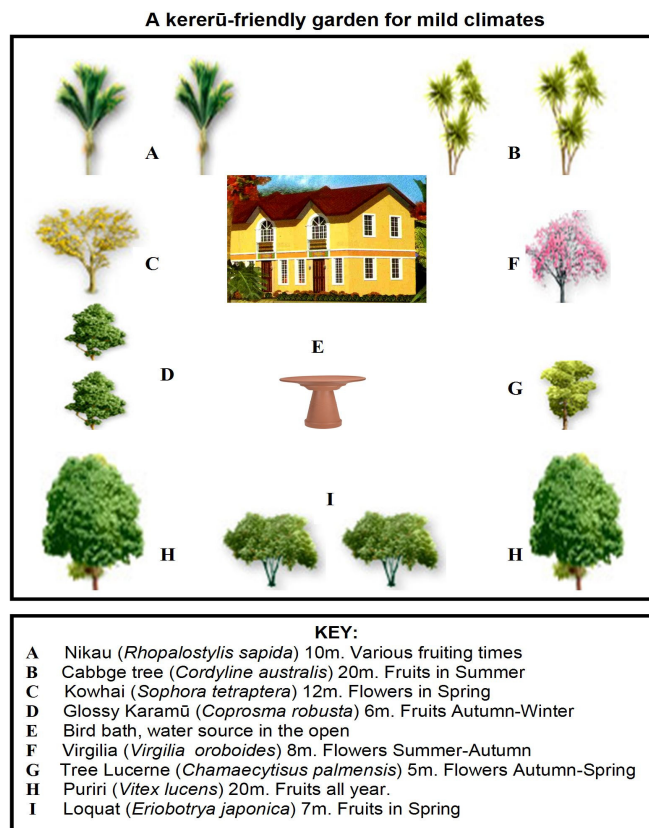 A kererū-friendly garden for mild climates
A
B
C
F
E
D
G
I
H
H
KEY:
A Nikau (Rhopalostylis sapida) 10m. Various fruiting times
B Cabbge tree (Cordyline australis) 20m. Fruits in Summer
C Kowhai (Sophora tetraptera) 12m. Flowers in Spring
D Glossy Karamū (Coprosma robusta) 6m. Fruits Autumn-Winter
E Bird bath, water source in the open
F Virgilia (Virgilia oroboides) 8m. Flowers Summer-Autumn
G Tree Lucerne (Chamaecytisus palmensis) 5m. Flowers Autumn-Spring
H Puriri (Vitex lucens) 20m. Fruits all year.
I Loquat (Eriobotrya japonica) 7m. Fruits in Spring